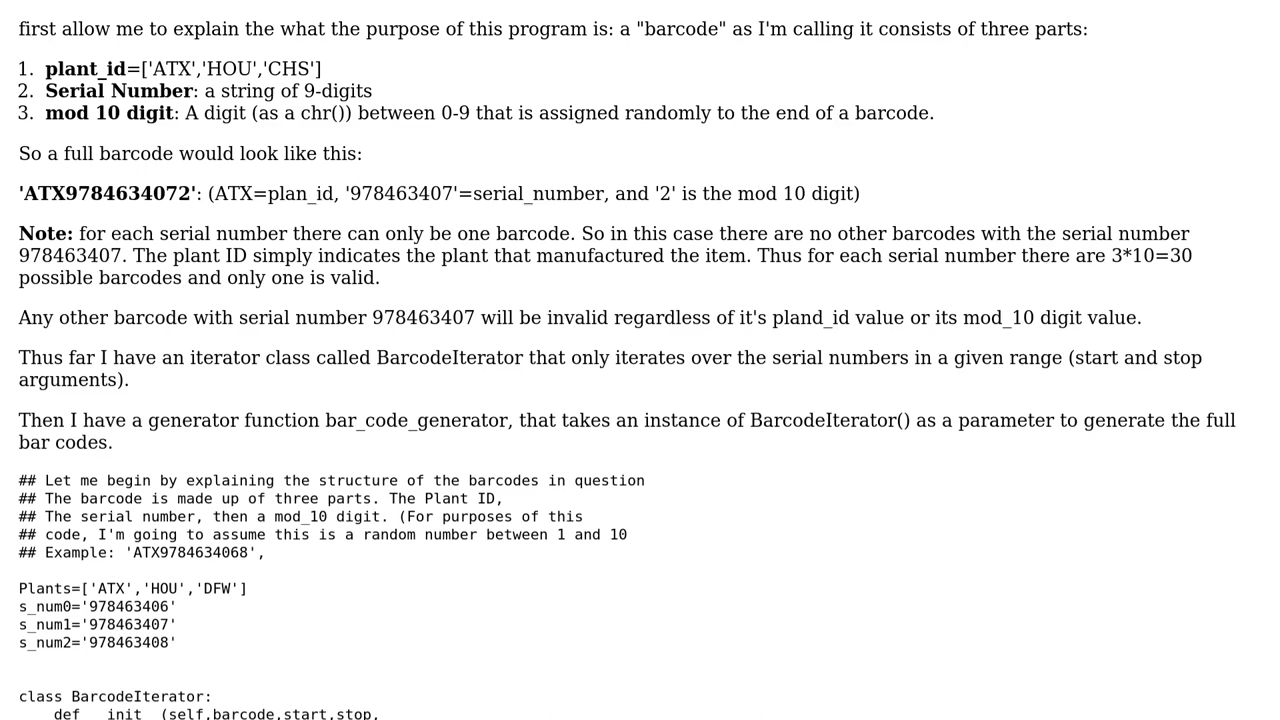 first allow me to explain the what the purpose of this program is: a "barcode" as I'm calling it consists of three parts:
1. plant_id=['ATX','HOU','CHS']
2. Serial Number: a string of 9-digits
3. mod 10 digit: A digit (as a chr()) between 0-9 that is assigned randomly to the end of a barcode.
So a full barcode would look like this:
'ATX9784634072': (ATX=plan_id, '978463407'=serial_number, and '2' is the mod 10 digit)
Note: for each serial number there can only be one barcode. So in this case there are no other barcodes with the serial number
978463407. The plant ID simply indicates the plant that manufactured the item. Thus for each serial number there are 3*10=30
possible barcodes and only one is valid.
Any other barcode with serial number 978463407 will be invalid regardless of it's pland_id value or its mod_10 digit value.
Thus far I have an iterator class called BarcodeIterator that only iterates over the serial numbers in a given range (start and stop
arguments).
Then I have a generator function bar_code_generator, that takes an instance of BarcodeIterator() as a parameter to generate the full
bar codes.
## Let me begin by explaining the structure of the barcodes in question
## The barcode is made up of three parts. The Plant ID,
## The serial number, then a mod_10 digit. (For purposes of this
## code, I'm going to assume this is a random number between 1 and 10
## Example: 'ATX9784634068',
Plants=['ATX','HOU','DFW']
s_num0='978463406'
s_num1='978463407'
s_num2='978463408'
class BarcodeIterator:
def __init__(self,barcode,start,stop,